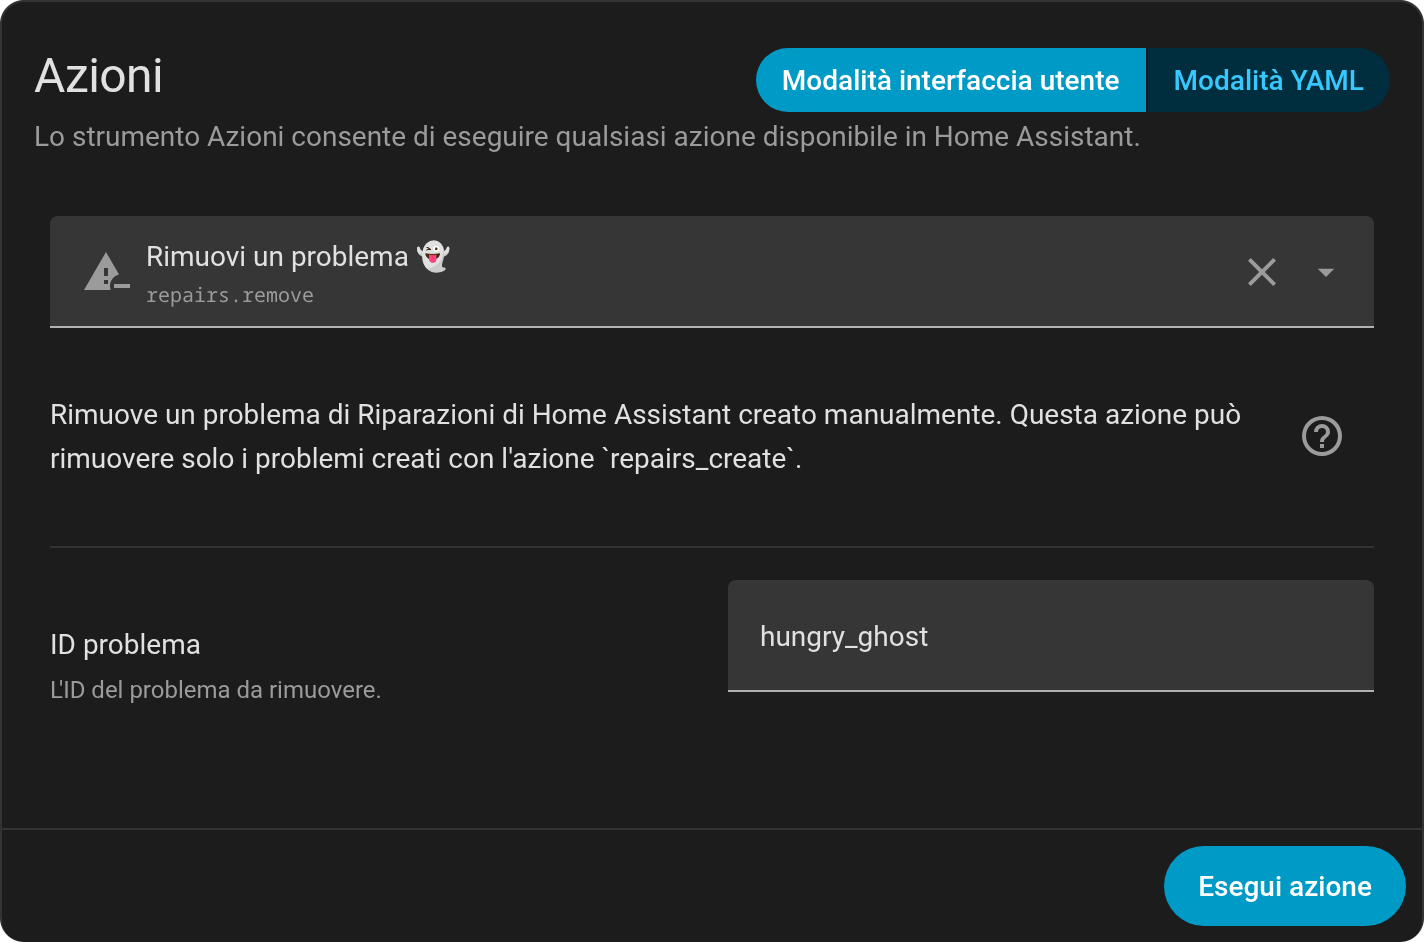 Azioni
Modalità interfaccia utente
Modalità YAML
Lo strumento Azioni consente di eseguire qualsiasi azione disponibile in Home Assistant.
Rimuovi un problema 👻
repairs.remove
Rimuove un problema di Riparazioni di Home Assistant creato manualmente. Questa azione può
rimuovere solo i problemi creati con l'azione `repairs_create`.
ID problema
L'ID del problema da rimuovere.
hungry_ghost
Esegui azione